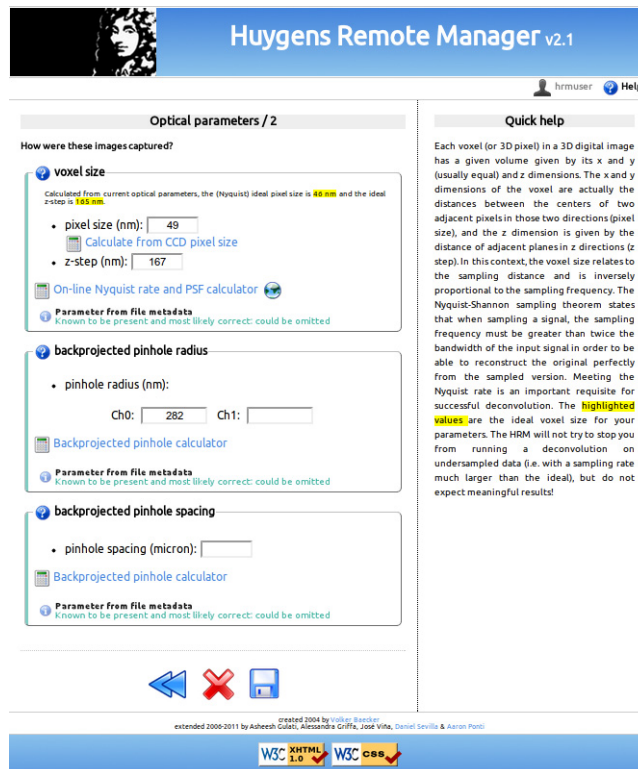 Huygens Remote Manager v2.1
hrmuser Help
Optical parameters / 2
How were these images captured?
voxel size
Calculated from current optical parameters, the (Nyquist) ideal pixel size is 46 nm and the ideal
z-step is 165 nm.
• pixel size (nm): 49
Calculate from CCD pixel size
• z-step (nm): 167
On-line Nyquist rate and PSF calculator
Parameter from file metadata
Known to be present and most likely correct: could be omitted
backprojected pinhole radius
• pinhole radius (nm):
Ch0: 282 Ch1:
Backprojected pinhole calculator
Parameter from file metadata
Known to be present and most likely correct: could be omitted
backprojected pinhole spacing
• pinhole spacing (micron):
Backprojected pinhole calculator
Parameter from file metadata
Known to be present and most likely correct: could be omitted
Quick help
Each voxel (or 3D pixel) in a 3D digital image
has a given volume given by its x and y
(usually equal) and z dimensions. The x and y
dimensions of the voxel are actually the
distances between the centers of two
adjacent pixels in those two directions (pixel
size), and the z dimension is given by the
distance of adjacent planes in z directions (z
step). In this context, the voxel size relates to
the sampling distance and is inversely
proportional to the sampling frequency. The
Nyquist-Shannon sampling theorem states
that when sampling a signal, the sampling
frequency must be greater than twice the
bandwidth of the input signal in order to be
able to reconstruct the original perfectly
from the sampled version. Meeting the
Nyquist rate is an important requisite for
successful deconvolution. The highlighted
values are the ideal voxel size for your
parameters. The HRM will not try to stop you
from running a deconvolution on
undersampled data (i.e. with a sampling rate
much larger than the ideal), but do not
expect meaningful results!
created 2004 by Volker Baecker
extended 2006-2011 by Asheesh Gulati, Alessandra Griffa, José Viña, Daniel Sevilla & Aaron Ponti
W3C XHTML 1.0 W3C css